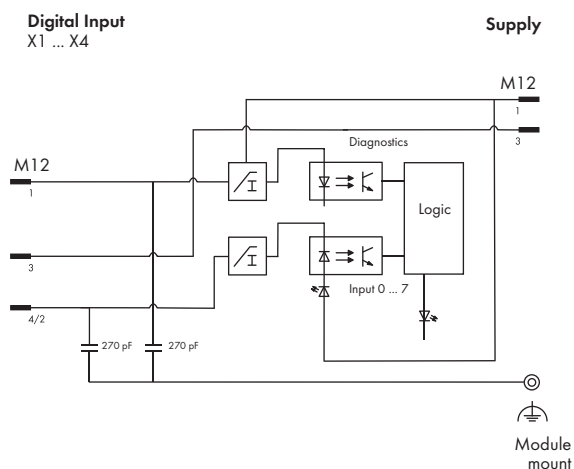 Digital Input
X1 ... X4
Supply
M12
1
3
Diagnostics
M12
1
Logic
3
Input 0 ... 7
4/2
270 pF
270 pF
Module
mount